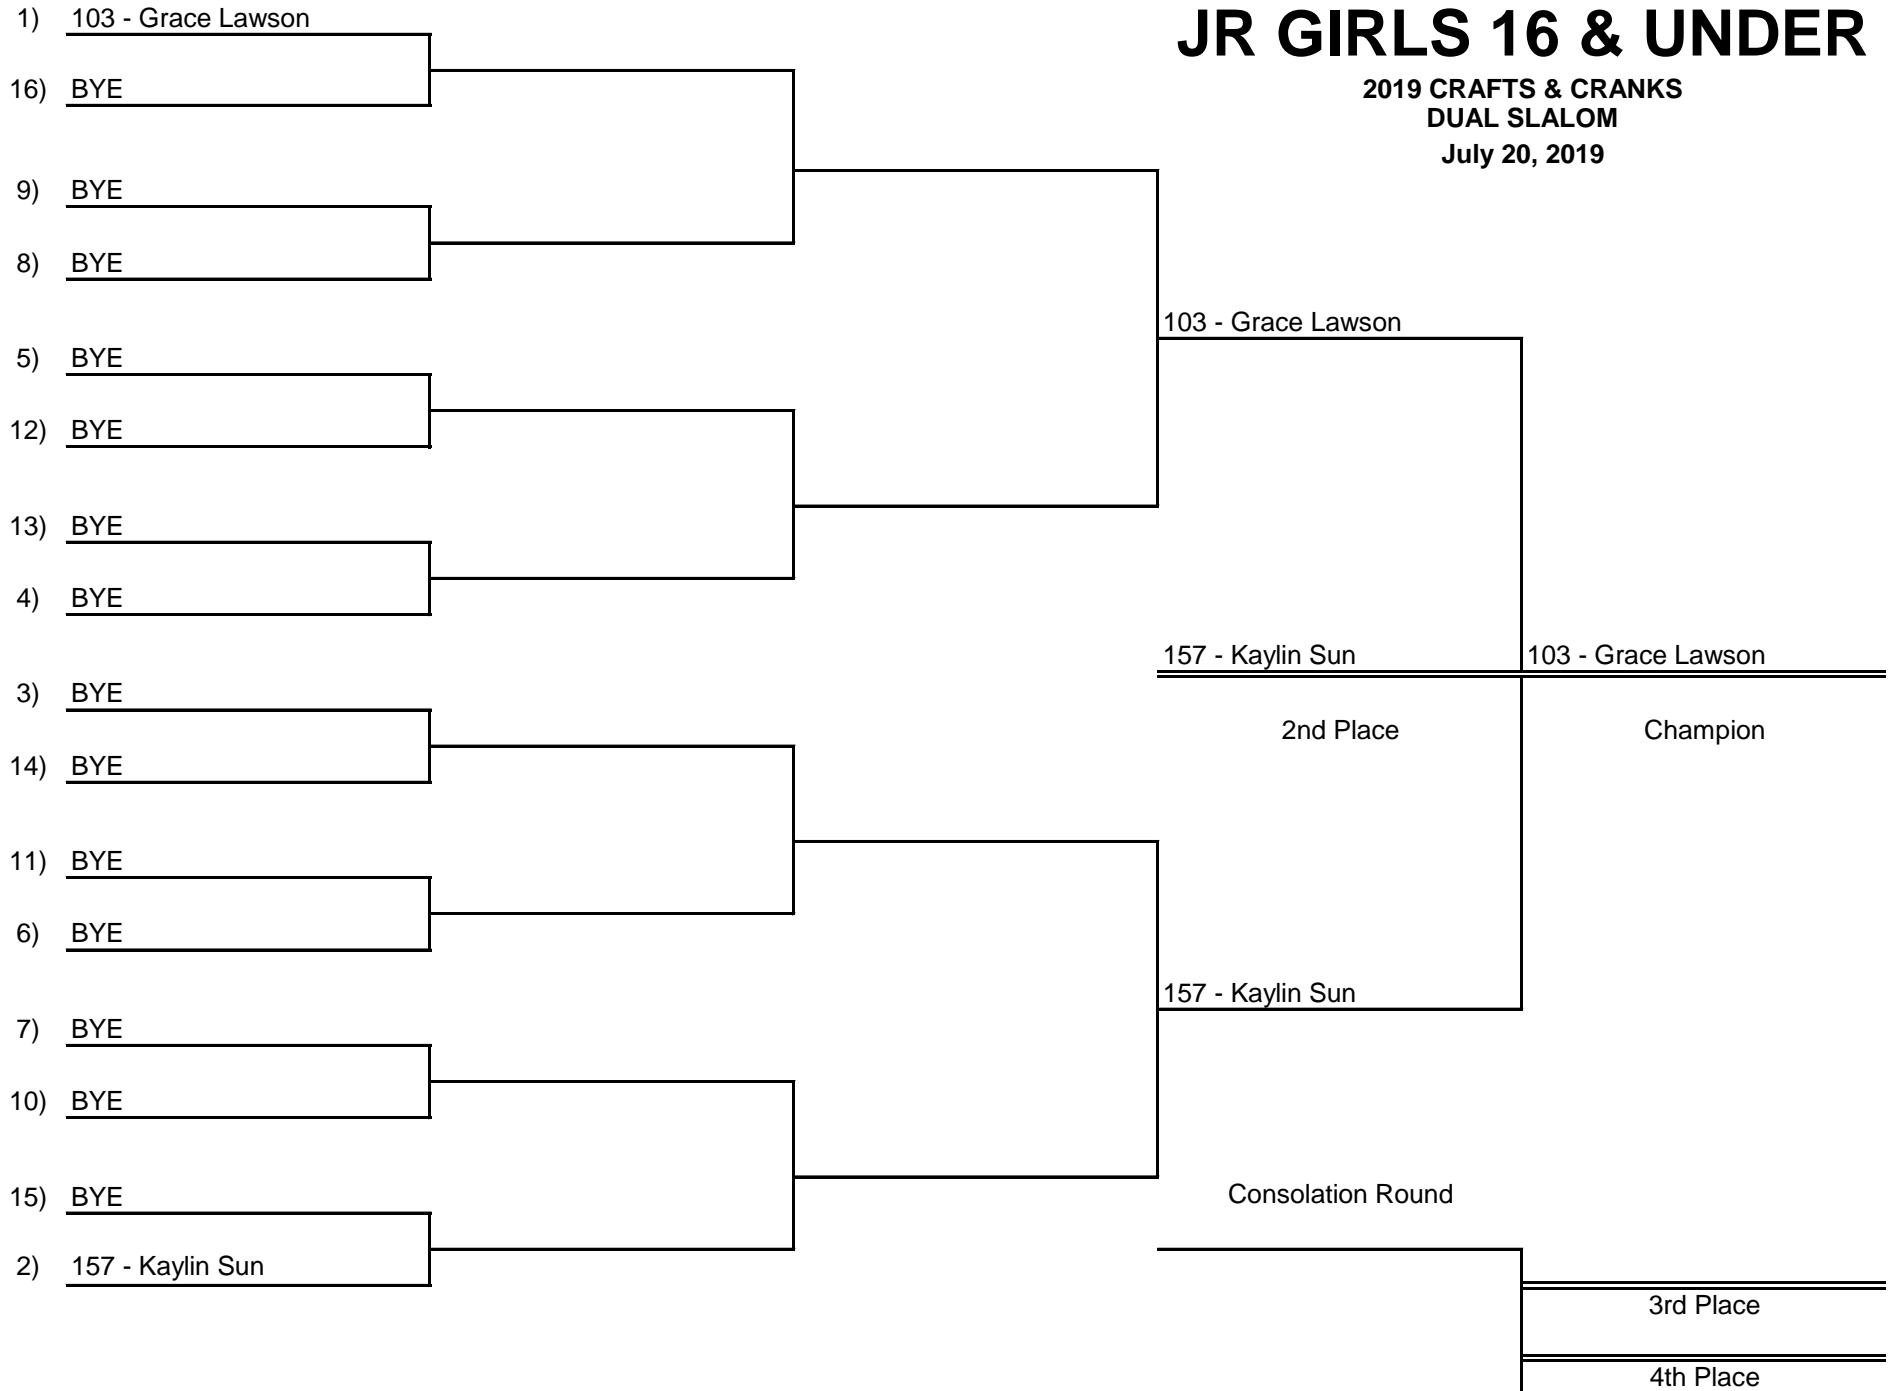 JR GIRLS 16 & UNDER
2019 CRAFTS & CRANKS
DUAL SLALOM
July 20, 2019
1) 103 - Grace Lawson
16) BYE
9) BYE
8) BYE
5) BYE
12) BYE
13) BYE
4) BYE
3) BYE
14) BYE
11) BYE
6) BYE
7) BYE
10) BYE
15) BYE
2) 157 - Kaylin Sun
103 - Grace Lawson
157 - Kaylin Sun
2nd Place
103 - Grace Lawson
Champion
157 - Kaylin Sun
Consolation Round
3rd Place
4th Place